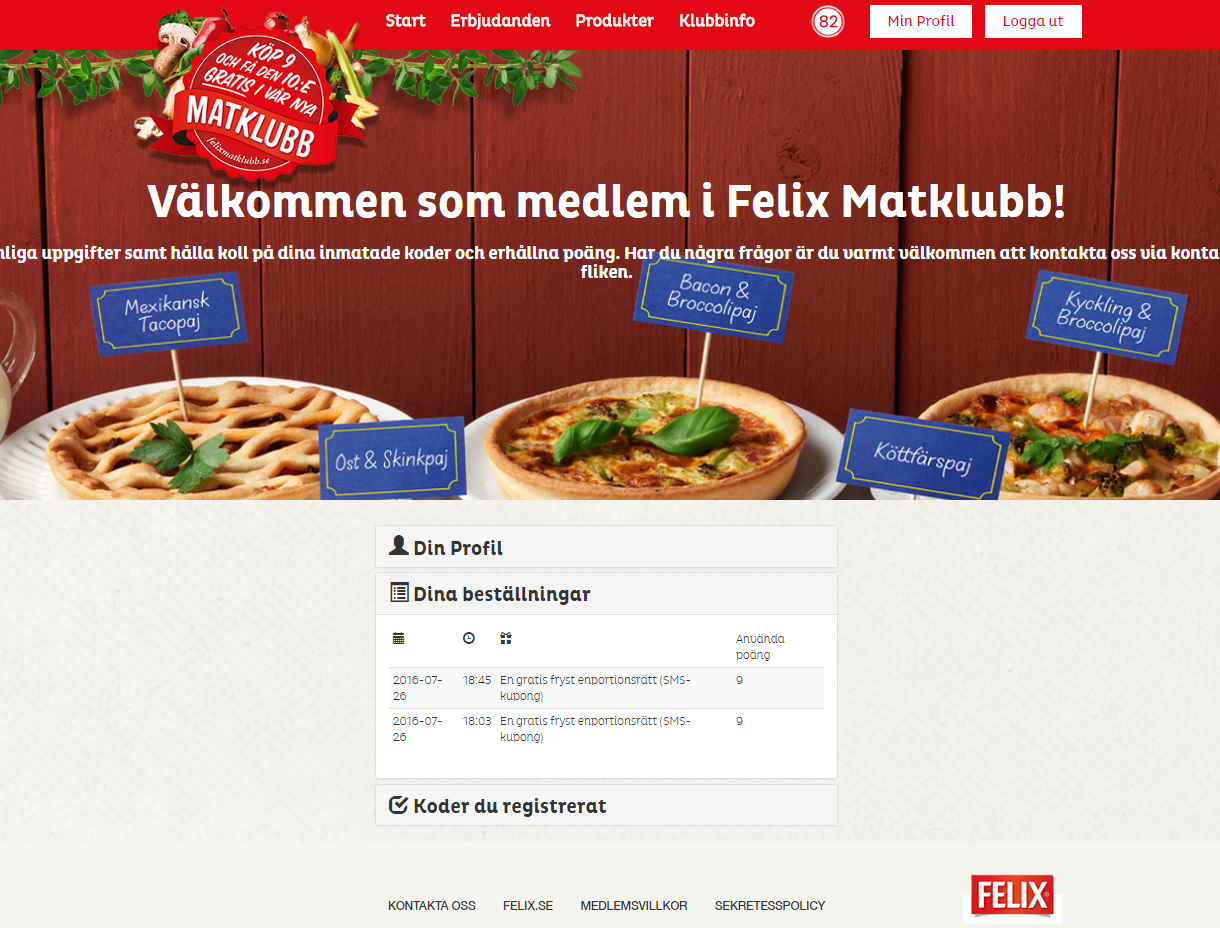 Start Erbjudanden Produkter Klubbinfo 82 Min Profil Logga ut
KÖP 9
OCH FÅ DEN 10:E
GRATIS I VÅR NYA
MATKLUBB
felixmatklubb.se
Välkommen som medlem i Felix Matklubb!
nliga uppgifter samt hålla koll på dina inmatade koder och erhållna poäng. Har du några frågor är du varmt välkommen att kontakta oss via konta
fliken.
Mexikansk
Tacopaj
Ost & Skinkpaj
Bacon &
Broccolipaj
Köttfärspaj
Kyckling &
Broccolipaj
Din Profil
Dina beställningar
Använda
poäng
2016-07-26 18:45 En gratis fryst enportionsrätt (SMS-kupong) 9
2016-07-26 18:03 En gratis fryst enportionsrätt (SMS-kupong) 9
Koder du registrerat
KONTAKTA OSS FELIX.SE MEDLEMSVILLKOR SEKRETESSPOLICY
FELIX